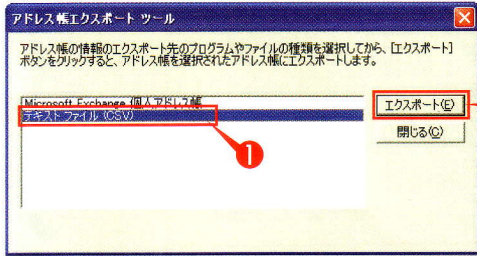 アドレス帳エクスポート ツール
アドレス帳の情報のエクスポート先のプログラムやファイルの種類を選択してから、[エクスポート]
ボタンをクリックすると、アドレス帳を選択されたアドレス帳にエクスポートします。
Microsoft Exchange 個人アドレス帳
テキスト ファイル (CSV)
エクスポート(E)
閉じる(C)
1